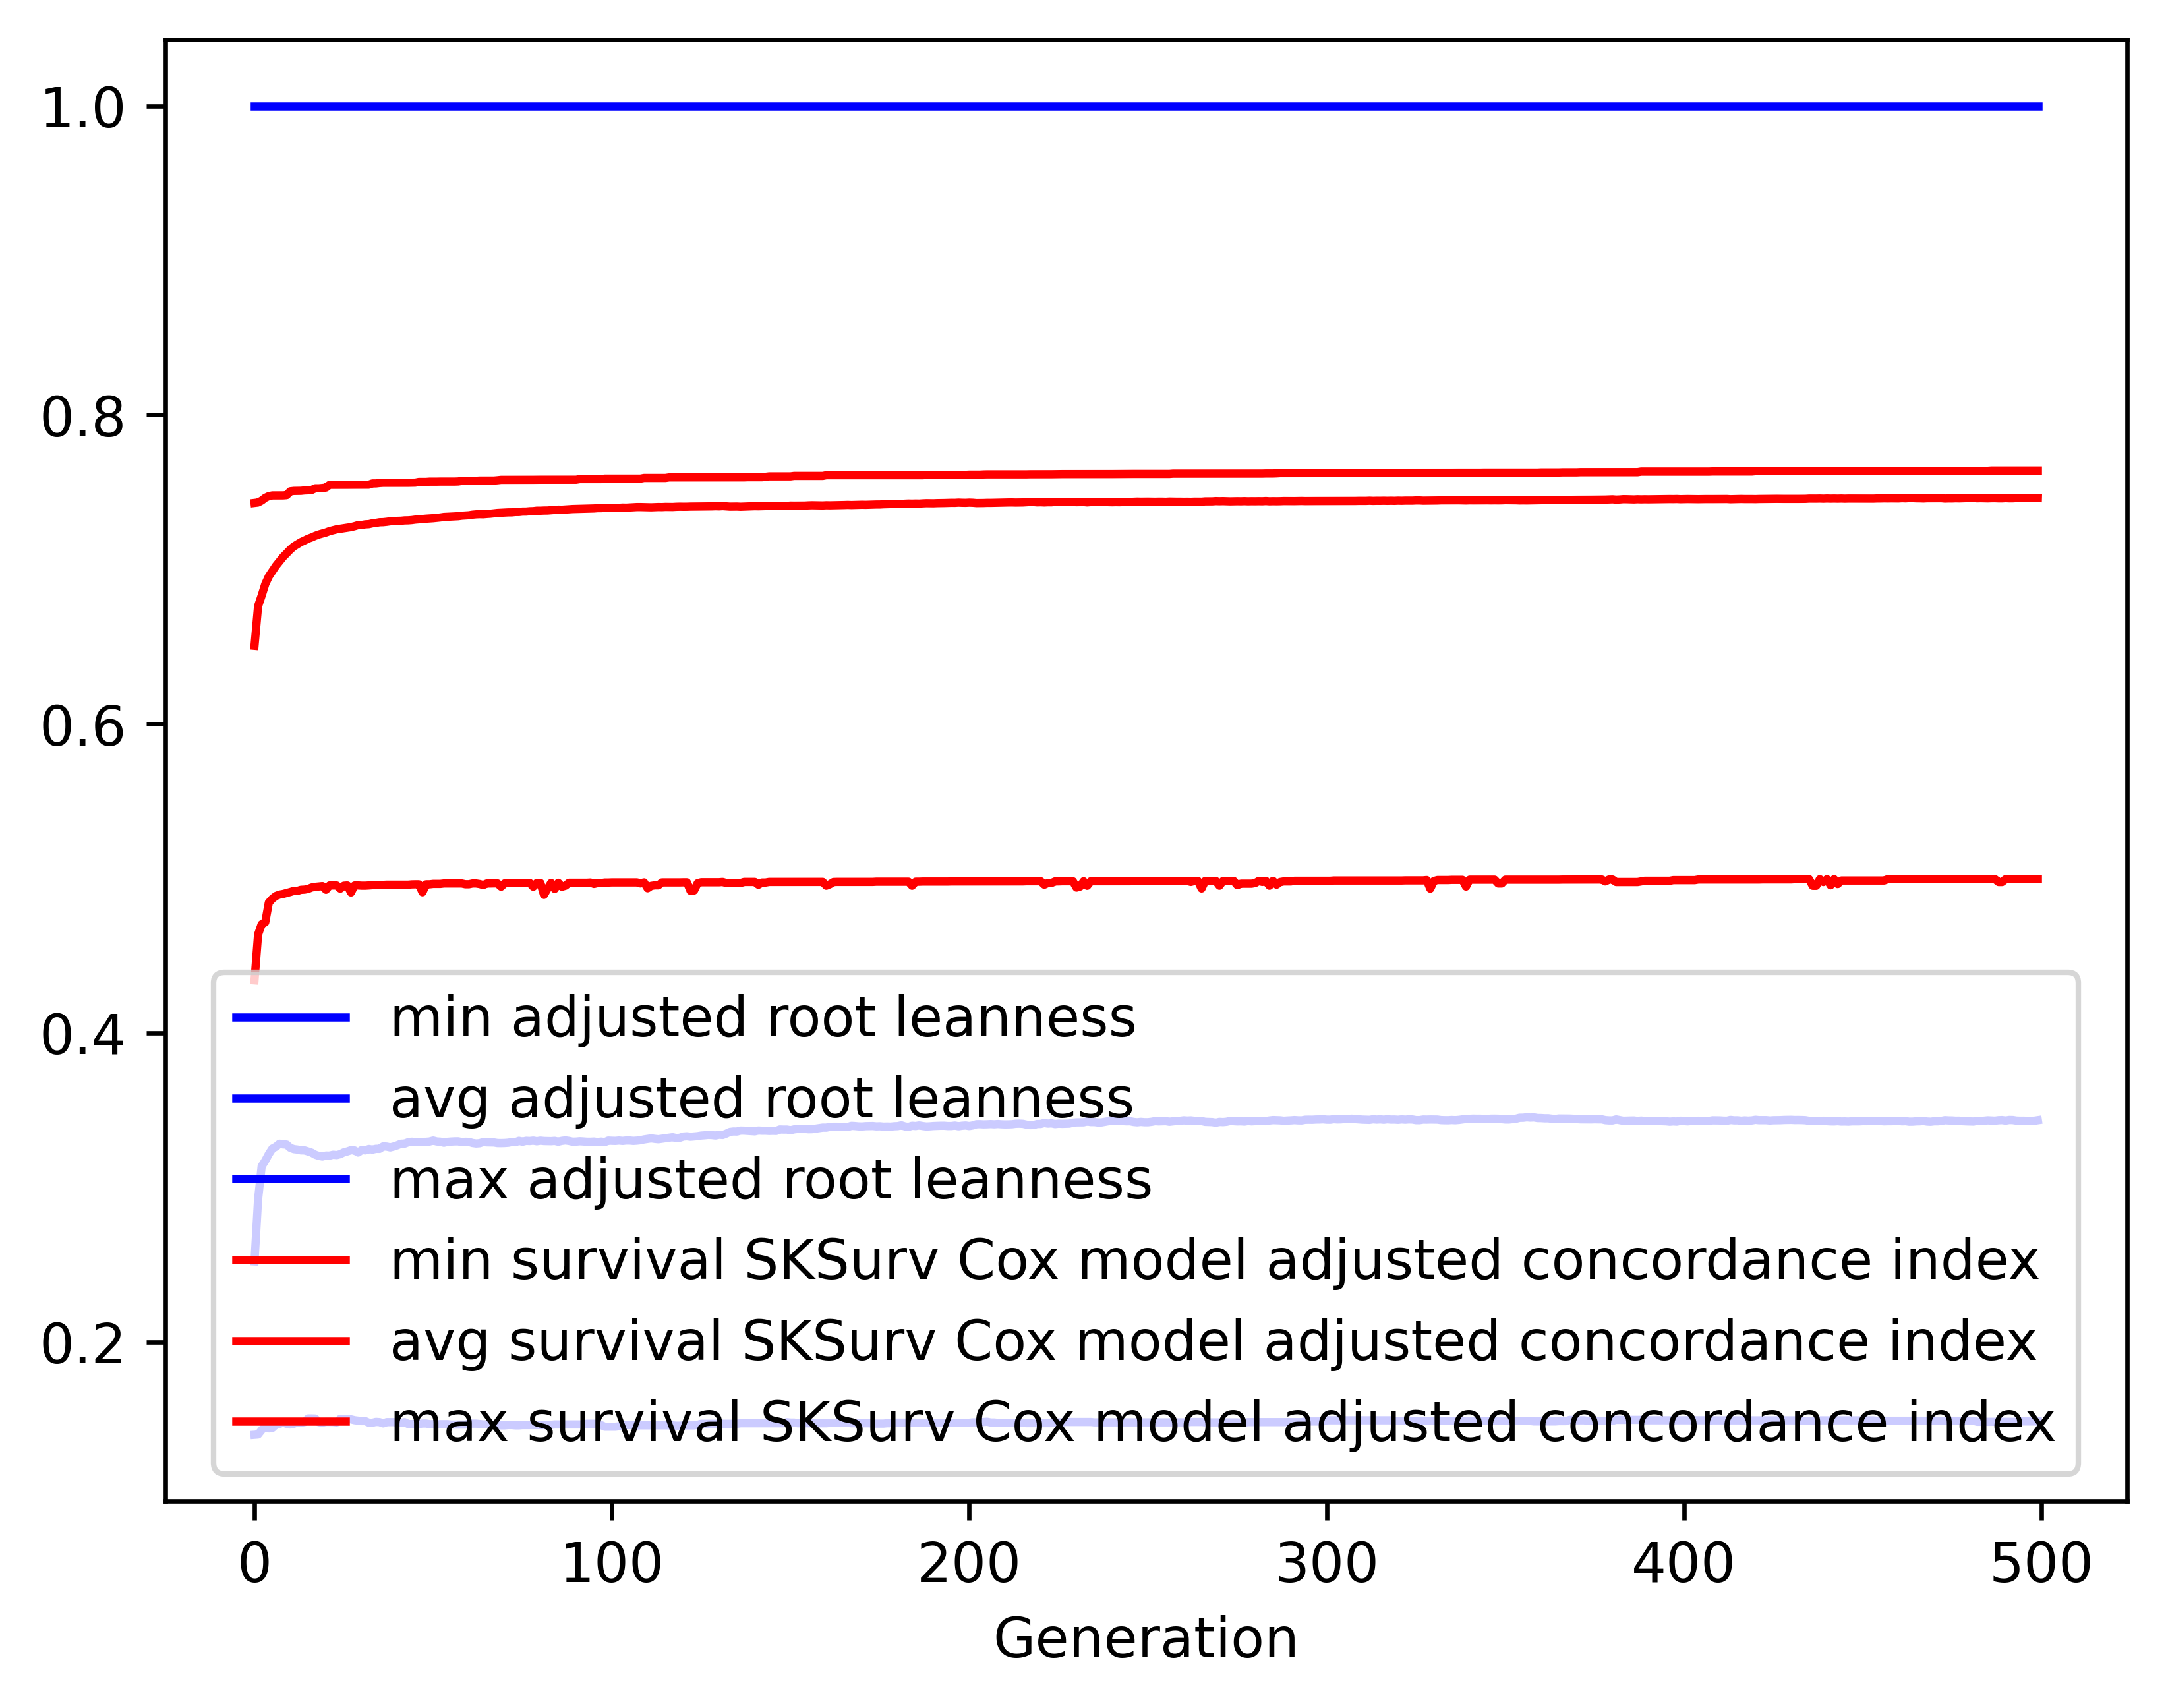 1.0
0.8
0.6
0.4
0.2
min adjusted root leanness
avg adjusted root leanness
max adjusted root leanness
min survival SKSurv Cox model adjusted concordance index
avg survival SKSurv Cox model adjusted concordance index
max survival SKSurv Cox model adjusted concordance index
0 100 200 300 400 500
Generation